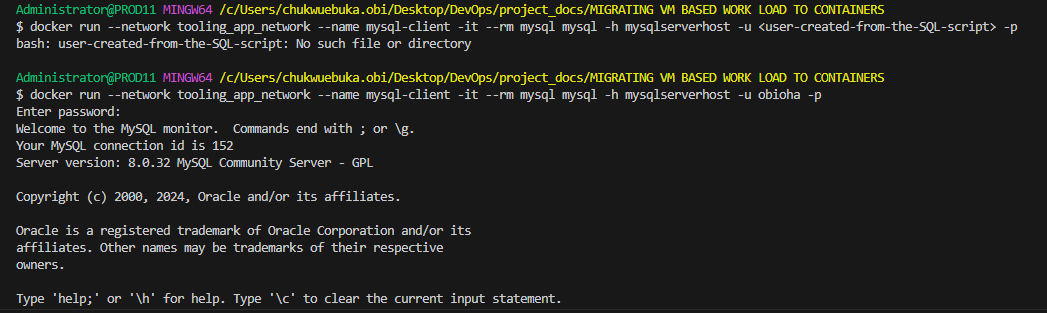 Administrator@PROD11 MINGW64 /c/Users/chukwuebuka.obi/Desktop/DevOps/project_docs/MIGRATING VM BASED WORK LOAD TO CONTAINERS
$ docker run --network tooling_app_network --name mysql-client -it --rm mysql mysql -h mysqlserverhost -u <user-created-from-the-SQL-script> -p
bash: user-created-from-the-SQL-script: No such file or directory
Administrator@PROD11 MINGW64 /c/Users/chukwuebuka.obi/Desktop/DevOps/project_docs/MIGRATING VM BASED WORK LOAD TO CONTAINERS
$ docker run --network tooling_app_network --name mysql-client -it --rm mysql mysql -h mysqlserverhost -u obioha -p
Enter password:
Welcome to the MySQL monitor.  Commands end with ; or \g.
Your MySQL connection id is 152
Server version: 8.0.32 MySQL Community Server - GPL
Copyright (c) 2000, 2024, Oracle and/or its affiliates.
Oracle is a registered trademark of Oracle Corporation and/or its
affiliates. Other names may be trademarks of their respective
owners.
Type 'help;' or '\h' for help. Type '\c' to clear the current input statement.